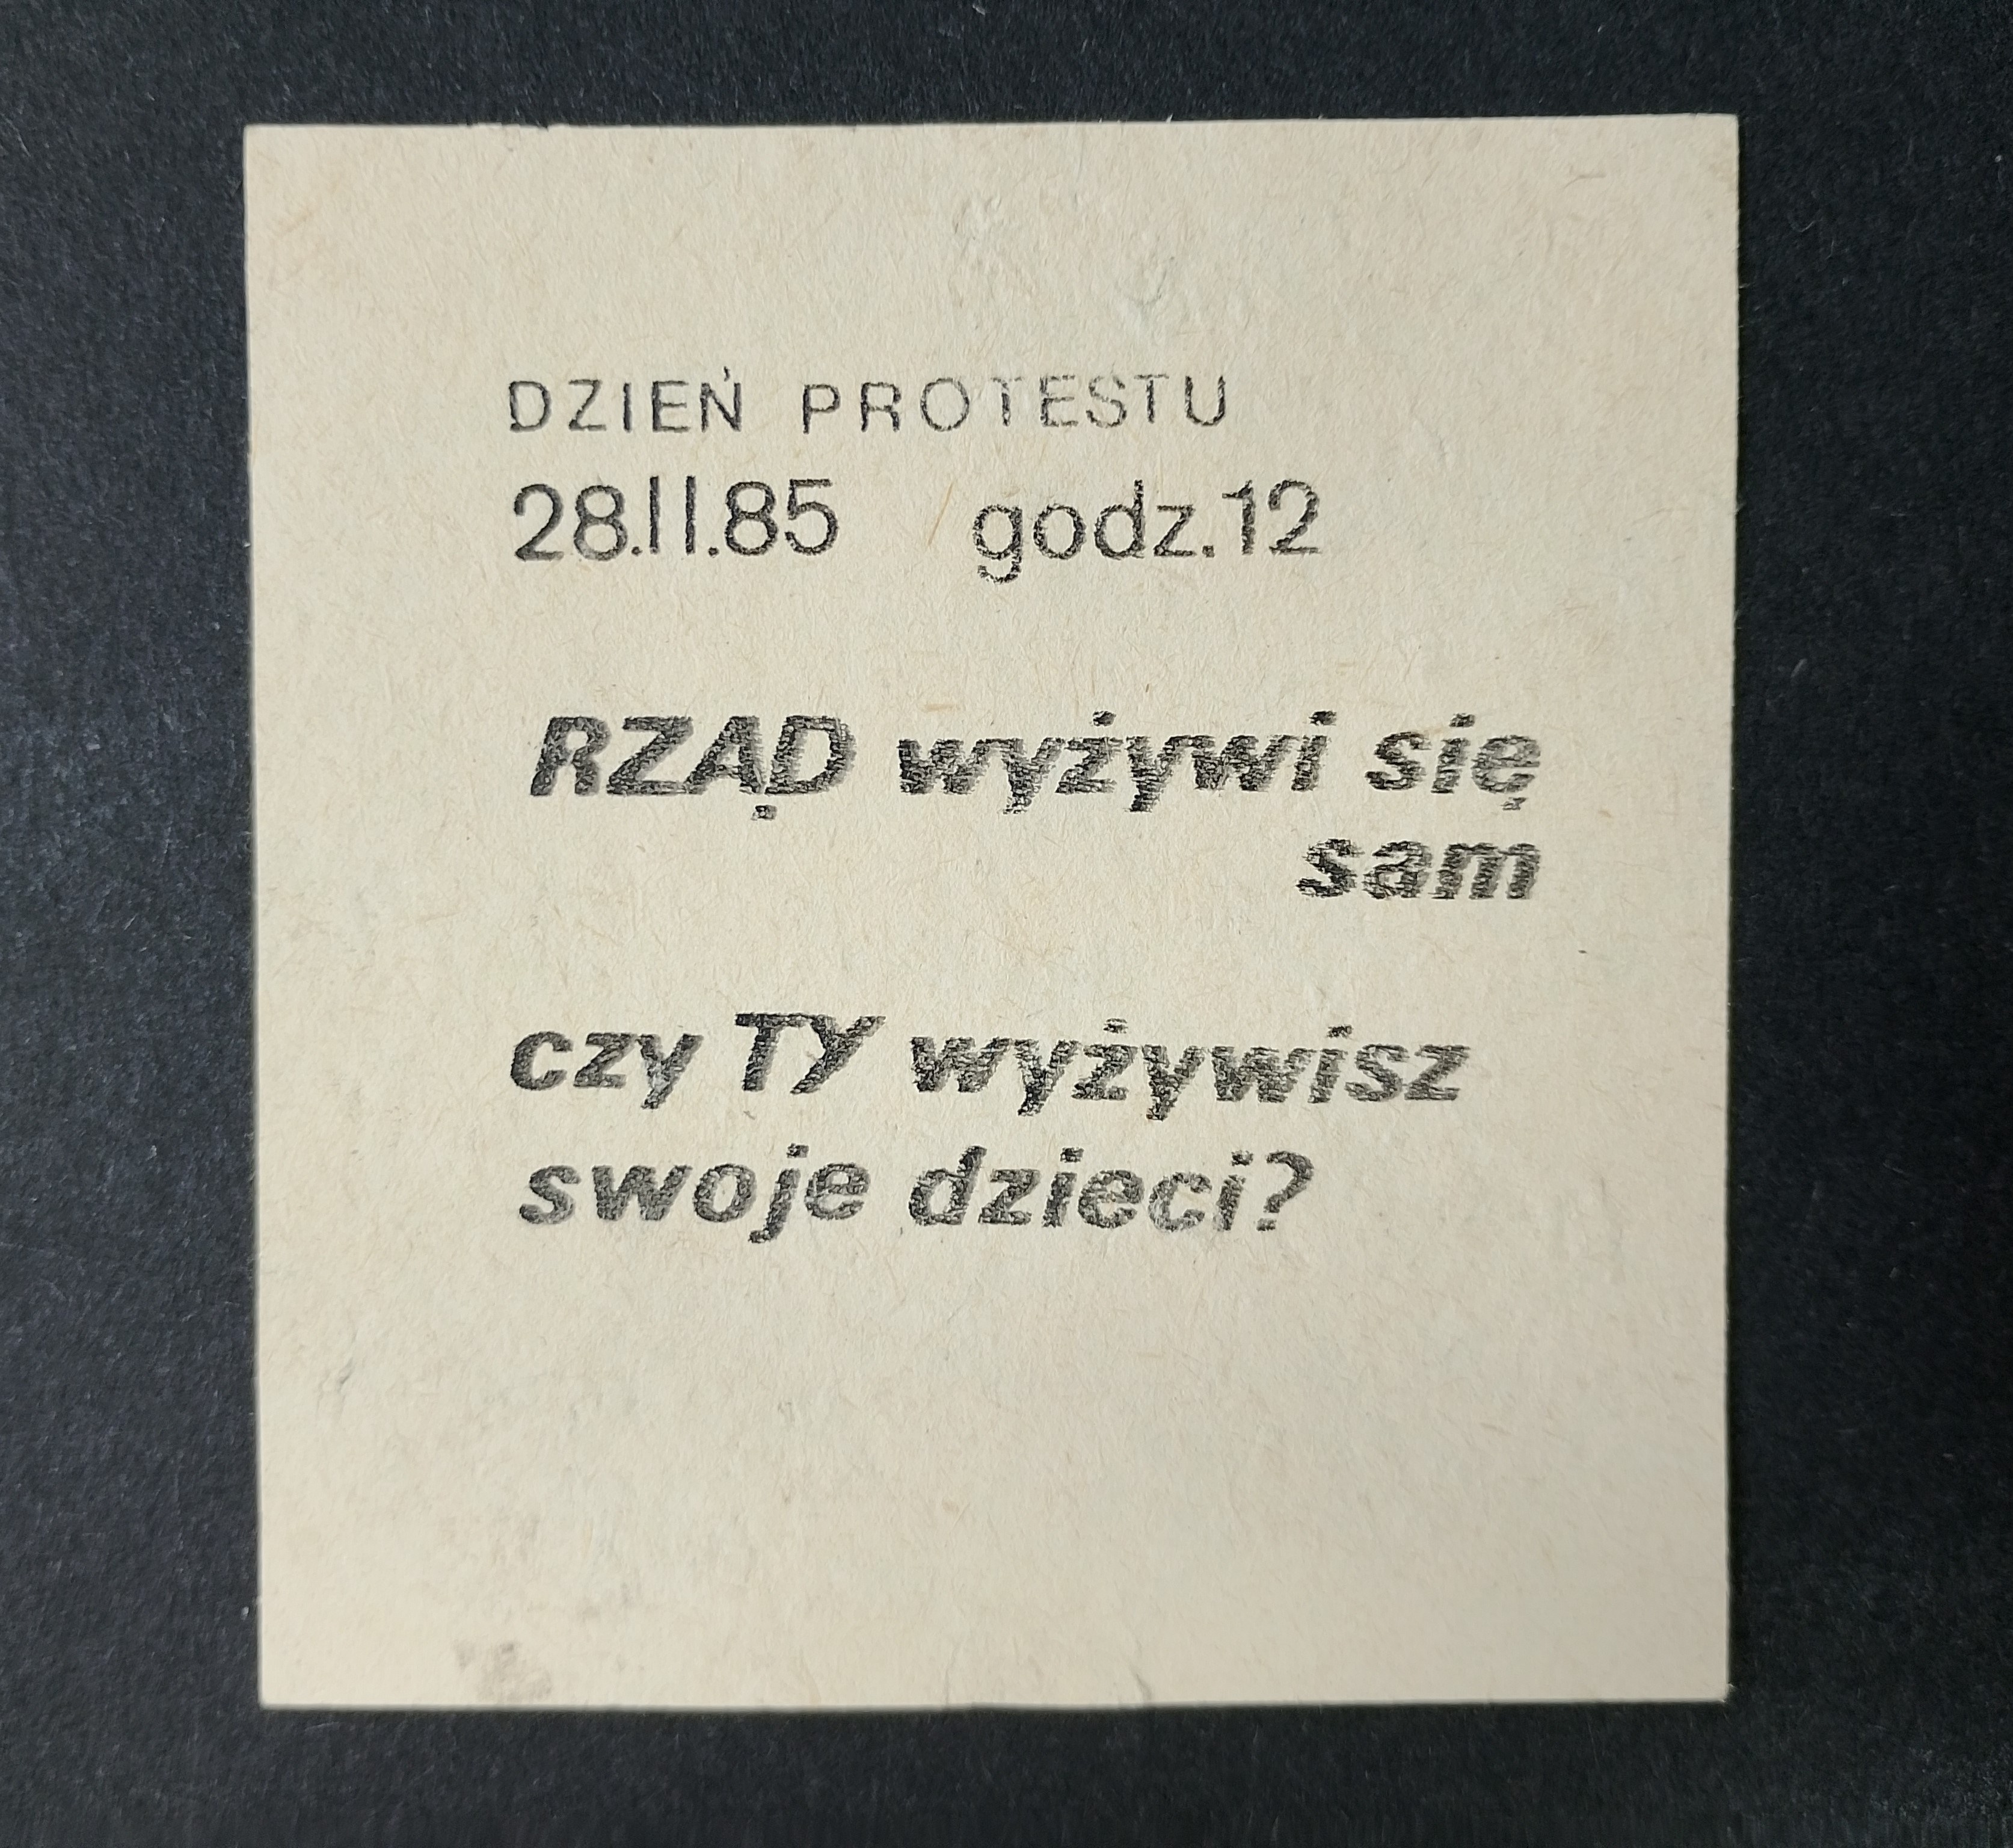 DZIEŃ PROTESTU
28.II.85 godz.12
RZĄD wyżywi się
sam
czy TY wyżywisz
swoje dzieci?